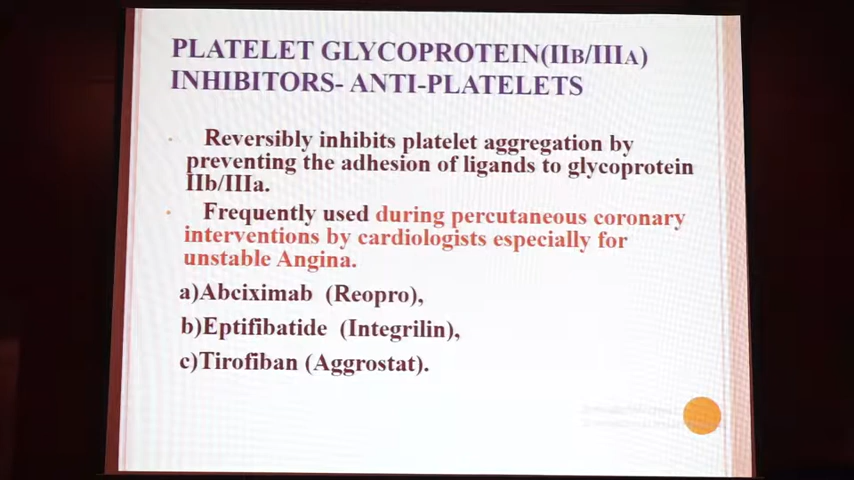 PLATELET GLYCOPROTEIN(IIB/IIIA)
INHIBITORS- ANTI-PLATELETS
Reversibly inhibits platelet aggregation by
preventing the adhesion of ligands to glycoprotein
IIb/IIIa.
Frequently used during percutaneous coronary
interventions by cardiologists especially for
unstable Angina.
a)Abciximab (Reopro),
b)Eptifibatide (Integrilin),
c)Tirofiban (Aggrostat).